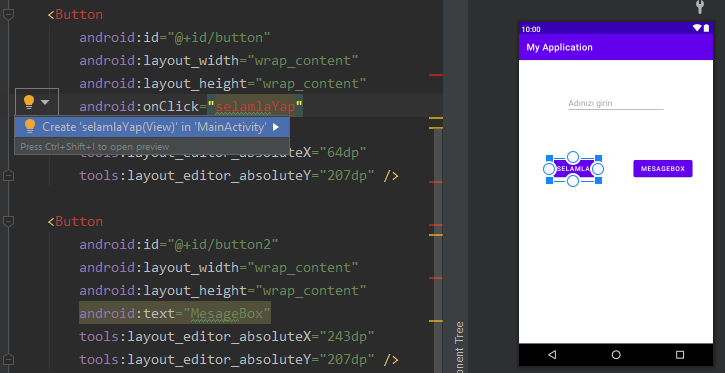 <Button
android:id="@+id/button"
android:layout_width="wrap_content"
android:layout_height="wrap_content"
android:onClick="selamlaYap"
Create 'selamlaYap(View)' in 'MainActivity'
Press Ctrl+Shift+I to open preview
tools:layout_editor_absoluteX="64dp"
tools:layout_editor_absoluteY="207dp" />
<Button
android:id="@+id/button2"
android:layout_width="wrap_content"
android:layout_height="wrap_content"
android:text="MesageBox"
tools:layout_editor_absoluteX="243dp"
tools:layout_editor_absoluteY="207dp" />
onent Tree
10:00
My Application
Adınızı girin
SELAMLA
MESAGEBOX